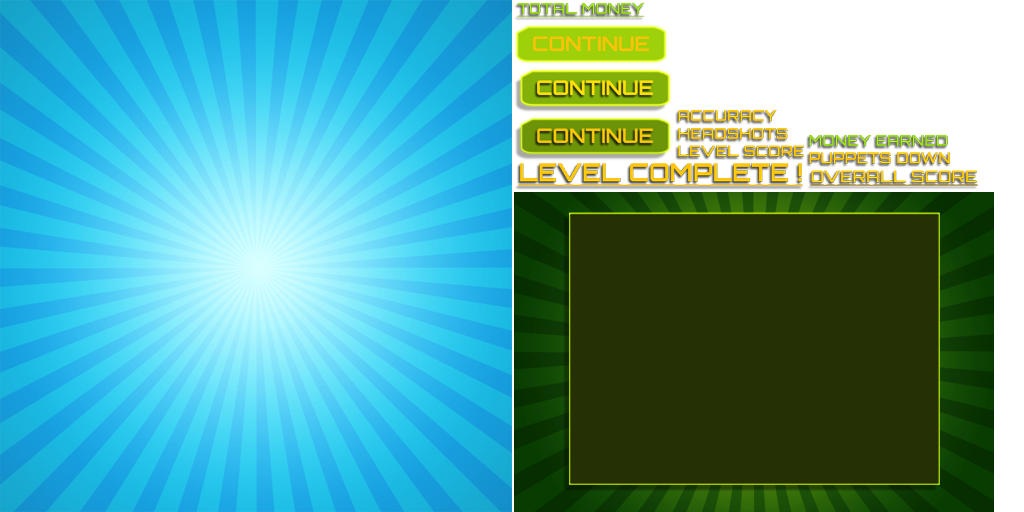 TOTAL MONEY
CONTINUE
CONTINUE
CONTINUE
ACCURACY
HEADSHOTS
LEVEL SCORE
MONEY EARNED
PUPPETS DOWN
LEVEL COMPLETE !
OVERALL SCORE